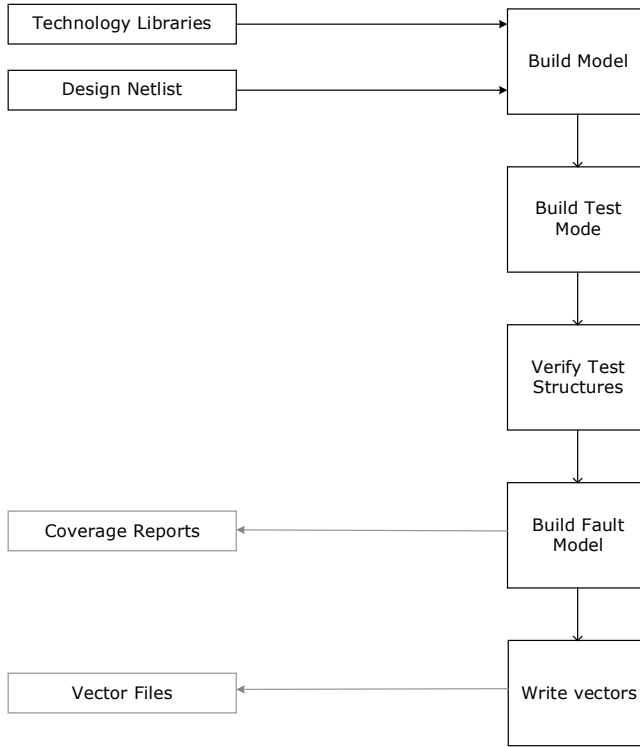 Technology Libraries
Build Model
Design Netlist
Build Test
Mode
Verify Test
Structures
Coverage Reports
Build Fault
Model
Vector Files
Write vectors